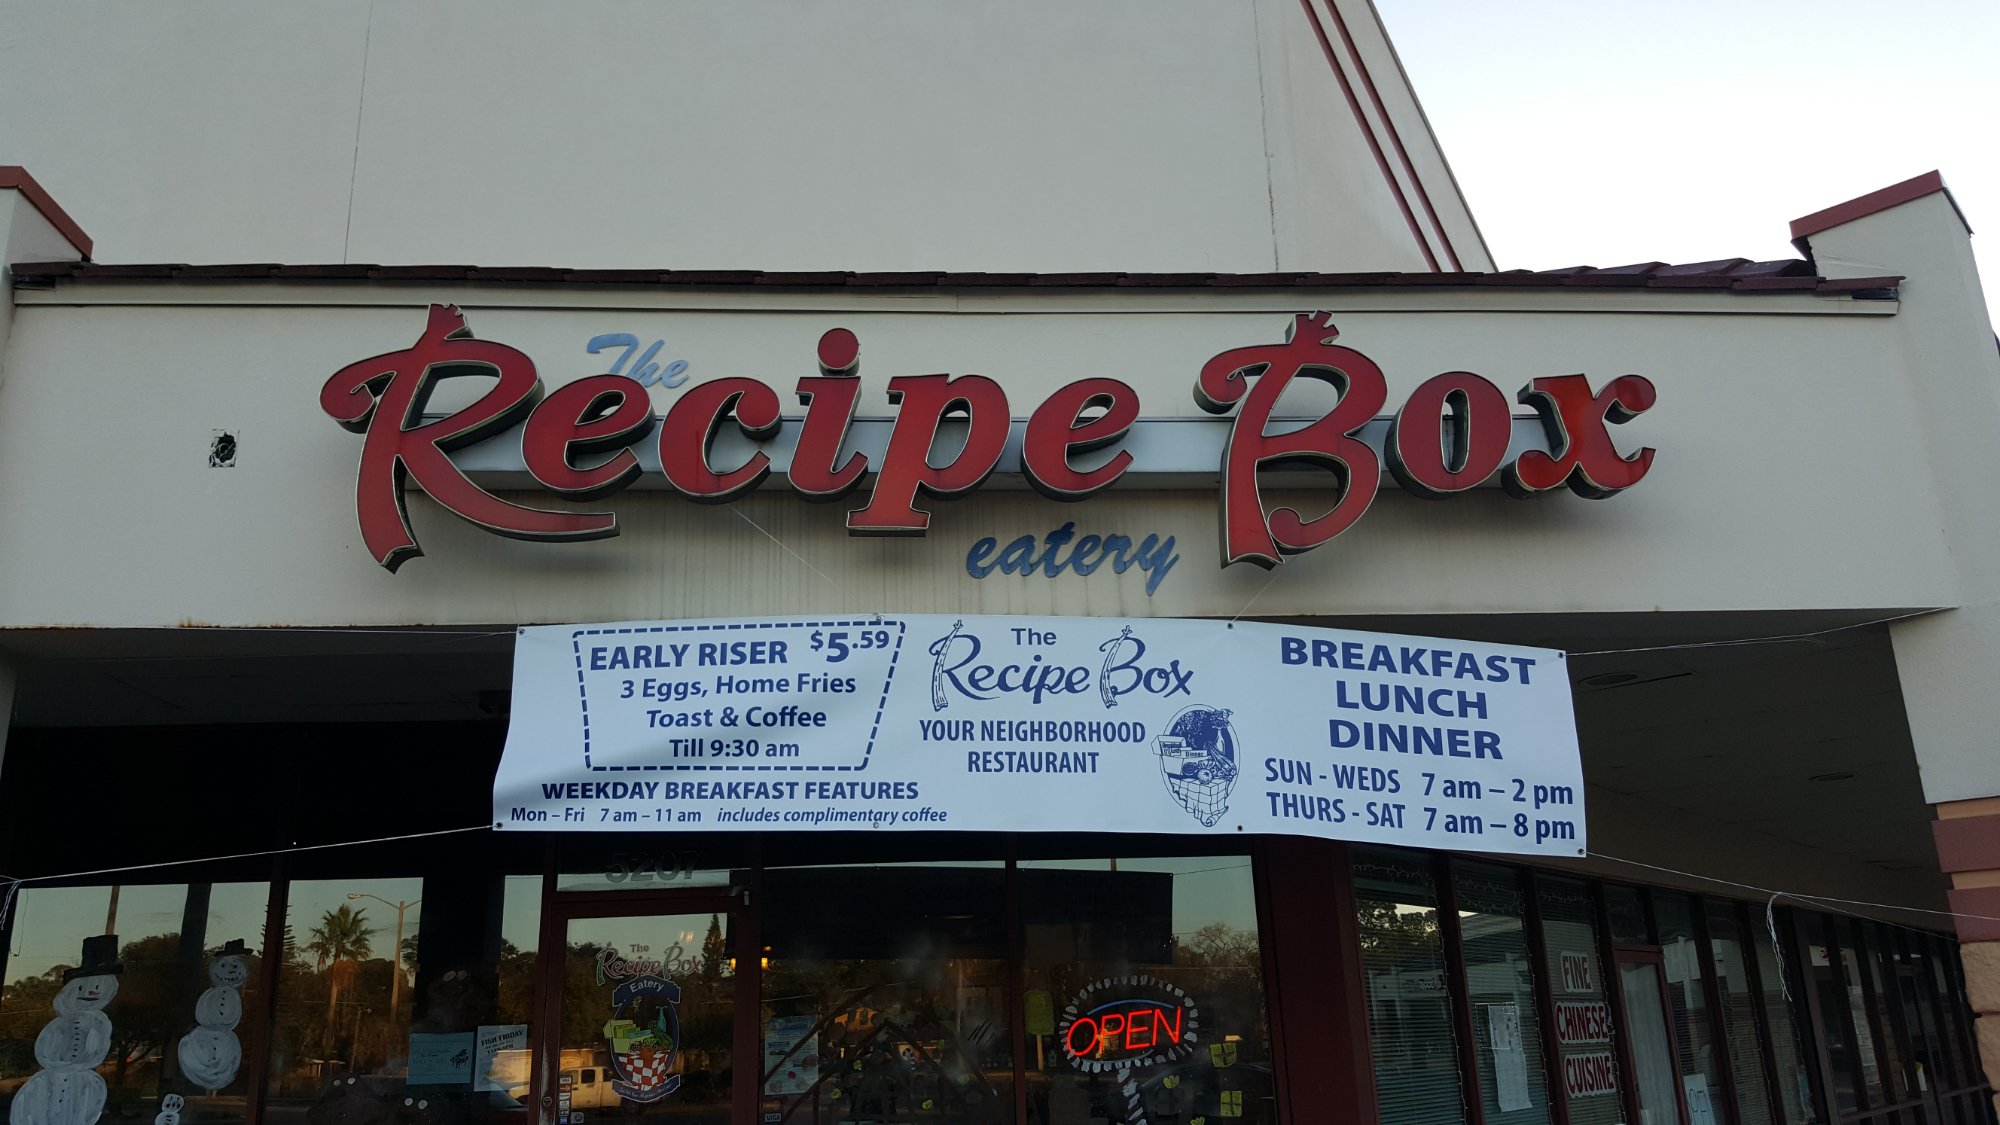 The
Recipe Box
eatery
EARLY RISER $5.59
3 Eggs, Home Fries
Toast & Coffee
Till 9:30 am
WEEKDAY BREAKFAST FEATURES
Mon – Fri 7 am – 11 am includes complimentary coffee
The
Recipe Box
YOUR NEIGHBORHOOD
RESTAURANT
Dinner
BREAKFAST
LUNCH
DINNER
SUN - WEDS 7 am – 2 pm
THURS - SAT 7 am – 8 pm
5207
The
Recipe Box
Eatery
FISH FRIDAY
OPEN
FINE
CHINESE
CUISINE